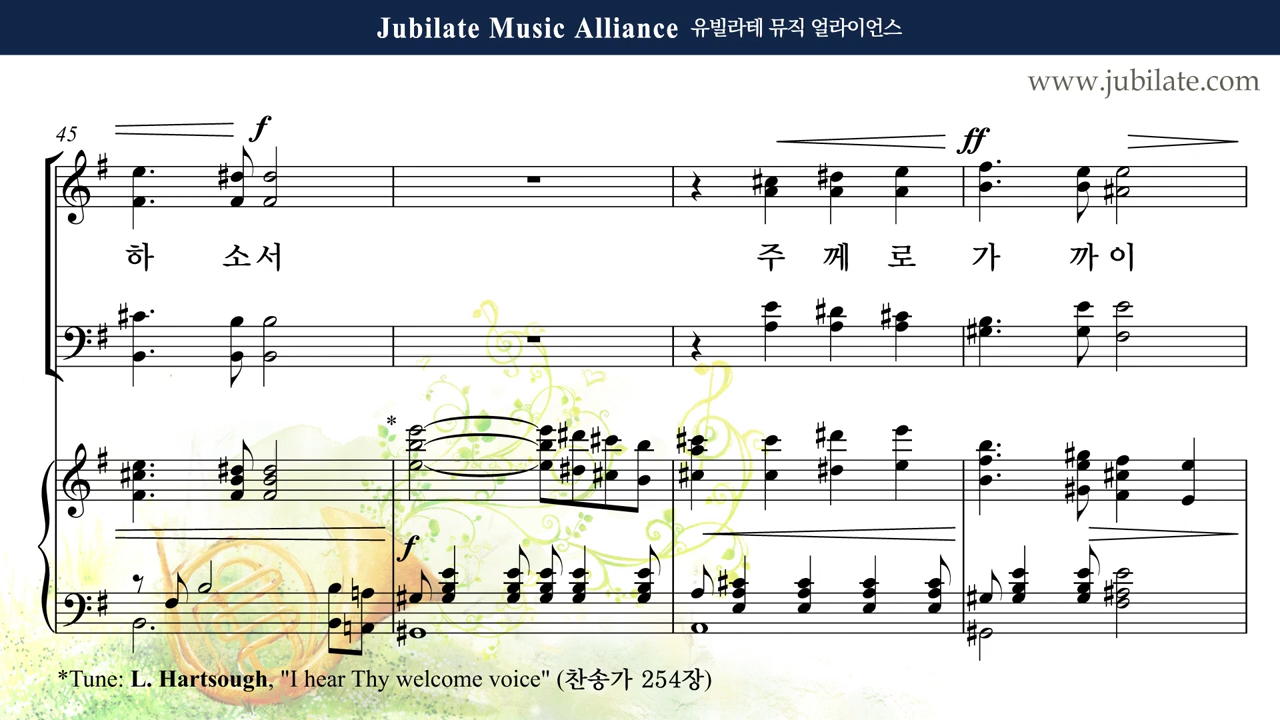 Jubilate Music Alliance 유빌라테 뮤직 얼라이언스
www.jubilate.com
45
f
ff
하 소 서 주 께 로 가 까 이
*
f
*Tune: L. Hartsough, "I hear Thy welcome voice" (찬송가 254장)